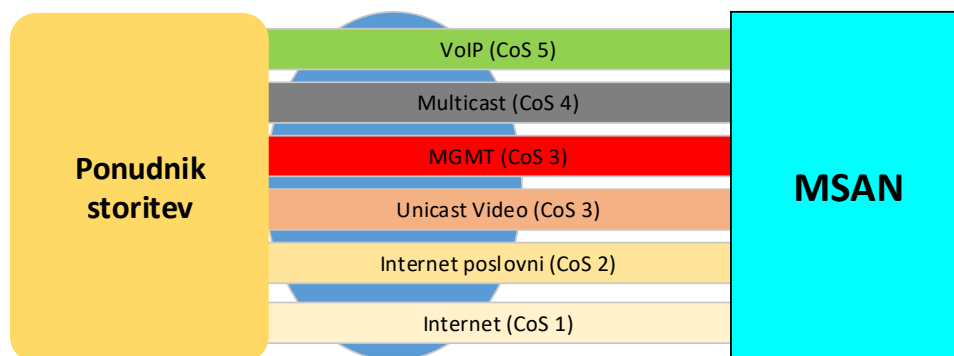 Ponudnik
storitev
VoIP (CoS 5)
Multicast (CoS 4)
MGMT (CoS 3)
Unicast Video (CoS 3)
Internet poslovni (CoS 2)
Internet (CoS 1)
MSAN